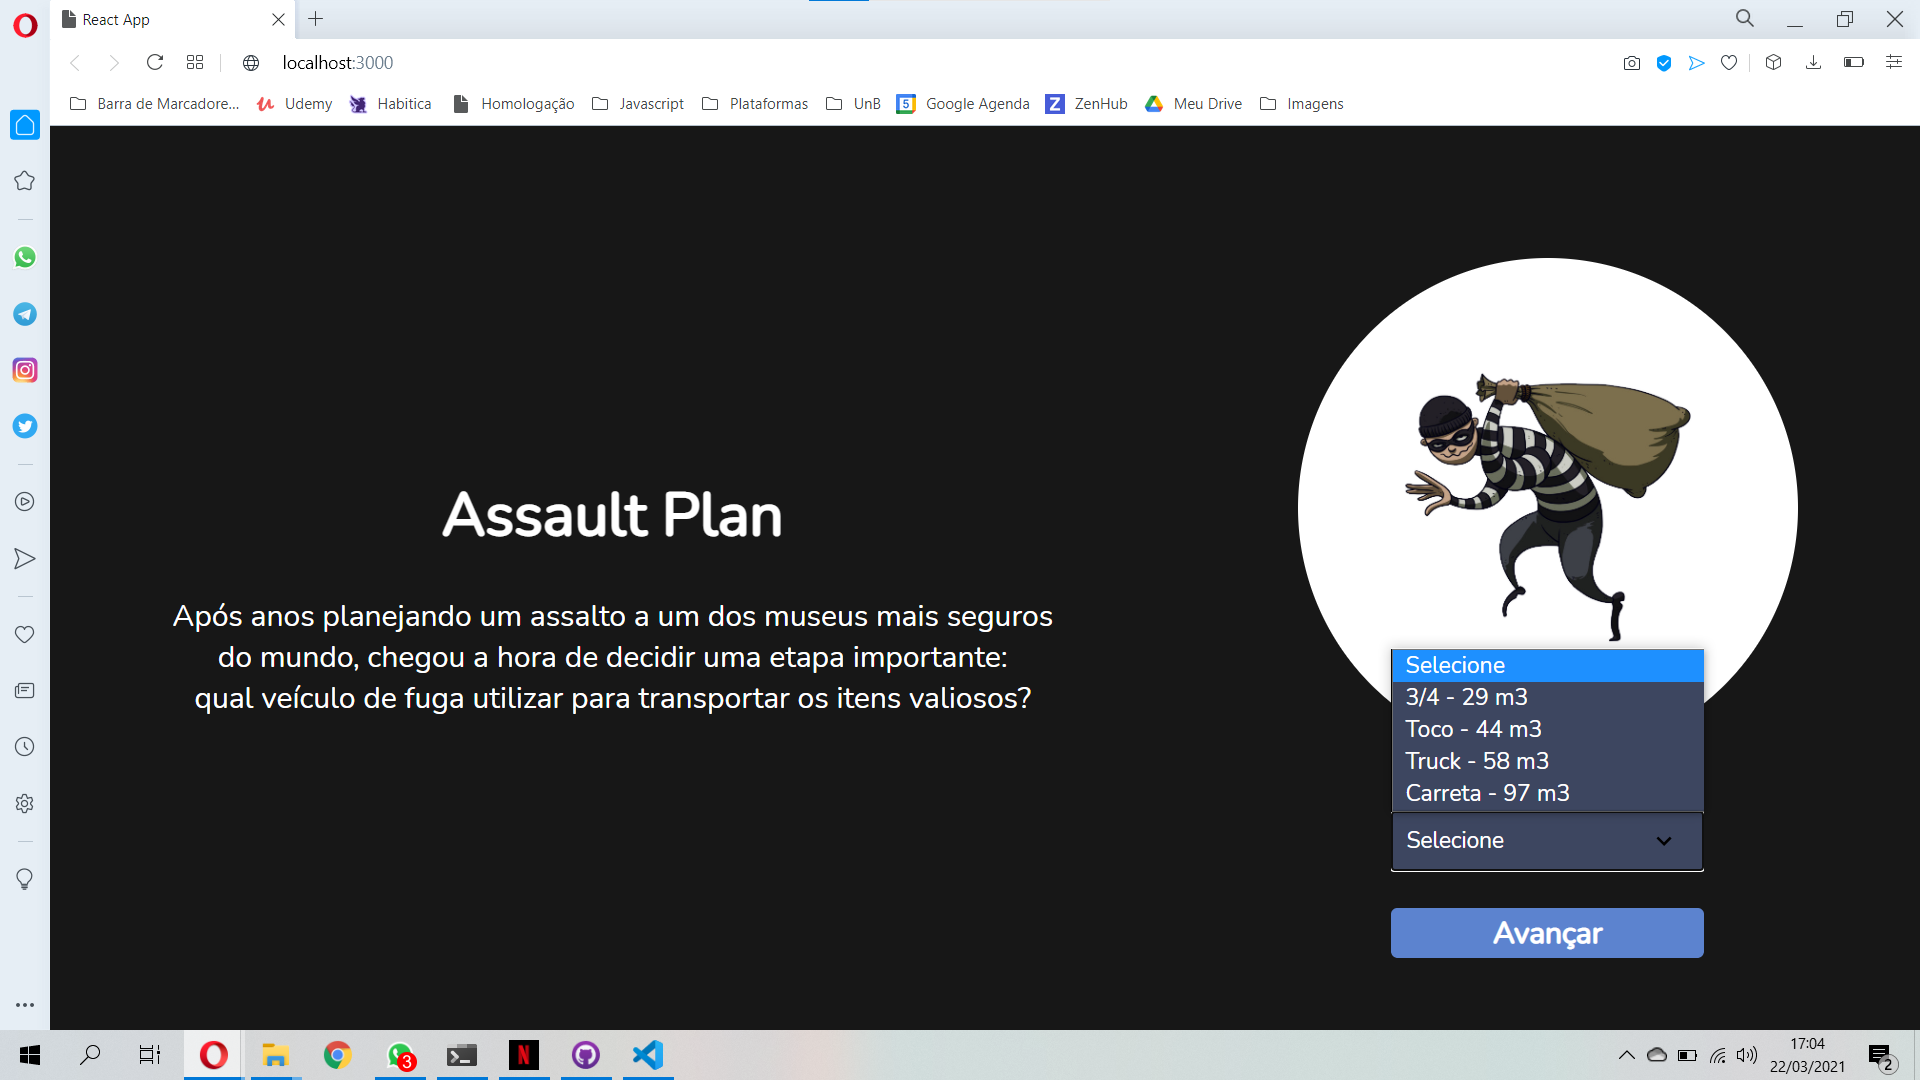 React App
localhost:3000
Barra de Marcadore...
Udemy
Habitica
Homologação
Javascript
Plataformas
UnB
5
Google Agenda
Z
ZenHub
Meu Drive
Imagens
Assault Plan
Após anos planejando um assalto a um dos museus mais seguros
do mundo, chegou a hora de decidir uma etapa importante:
qual veículo de fuga utilizar para transportar os itens valiosos?
Selecione
3/4 - 29 m3
Toco - 44 m3
Truck - 58 m3
Carreta - 97 m3
Selecione
Avançar
3
N
17:04
22/03/2021
2